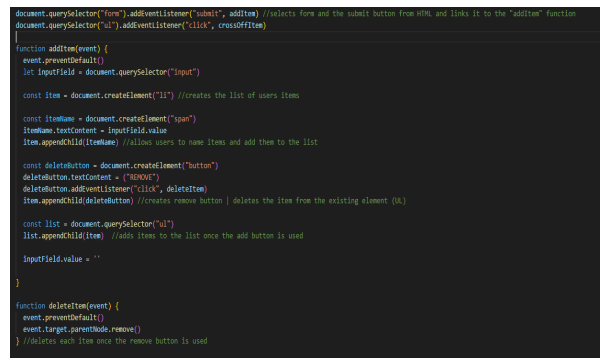 document.querySelector("form").addEventListener("submit", addItem) //selects form and the submit button from HTML and links it to the "addItem" function
document.querySelector("ul").addEventListener("click", crossOffItem)
function addItem(event) {
event.preventDefault()
let inputField = document.querySelector("input")
const item = document.createElement("li") //creates the list of users items
const itemName = document.createElement("span")
itemName.textContent = inputField.value
item.appendChild(itemName) //allows users to name items and add them to the list
const deleteButton = document.createElement("button")
deleteButton.textContent = ("REMOVE")
deleteButton.addEventListener("click", deleteItem)
item.appendChild(deleteButton) //creates remove button | deletes the item from the existing element (UL)
const list = document.querySelector("ul")
list.appendChild(item) //adds items to the list once the add button is used
inputField.value = ''
}
function deleteItem(event) {
event.preventDefault()
event.target.parentNode.remove()
} //deletes each item once the remove button is used